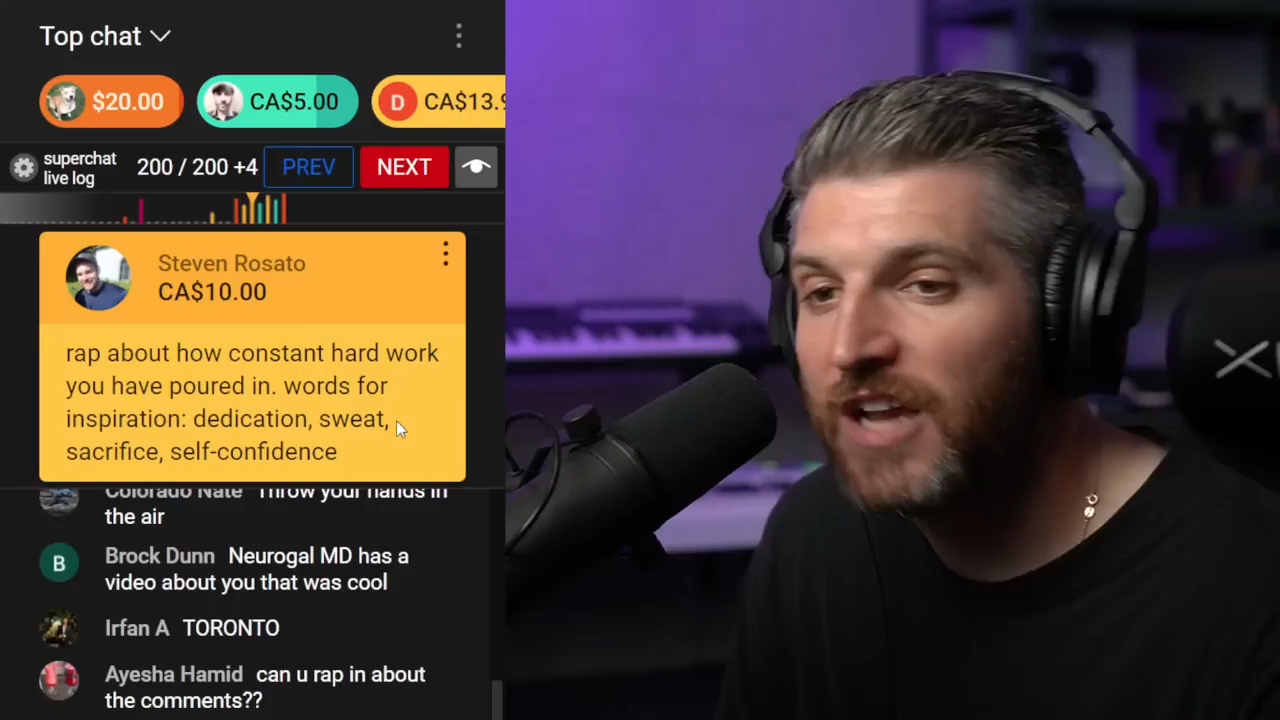 Top chat
$20.00
CA$5.00
D
CA$13.9
superchat
live log
200 / 200 +4
PREV
NEXT
Steven Rosato
CA$10.00
rap about how constant hard work
you have poured in. words for
inspiration: dedication, sweat,
sacrifice, self-confidence
Colorado Nate Throw your hands in
the air
B
Brock Dunn Neurogal MD has a
video about you that was cool
Irfan A TORONTO
Ayesha Hamid can u rap in about
the comments??